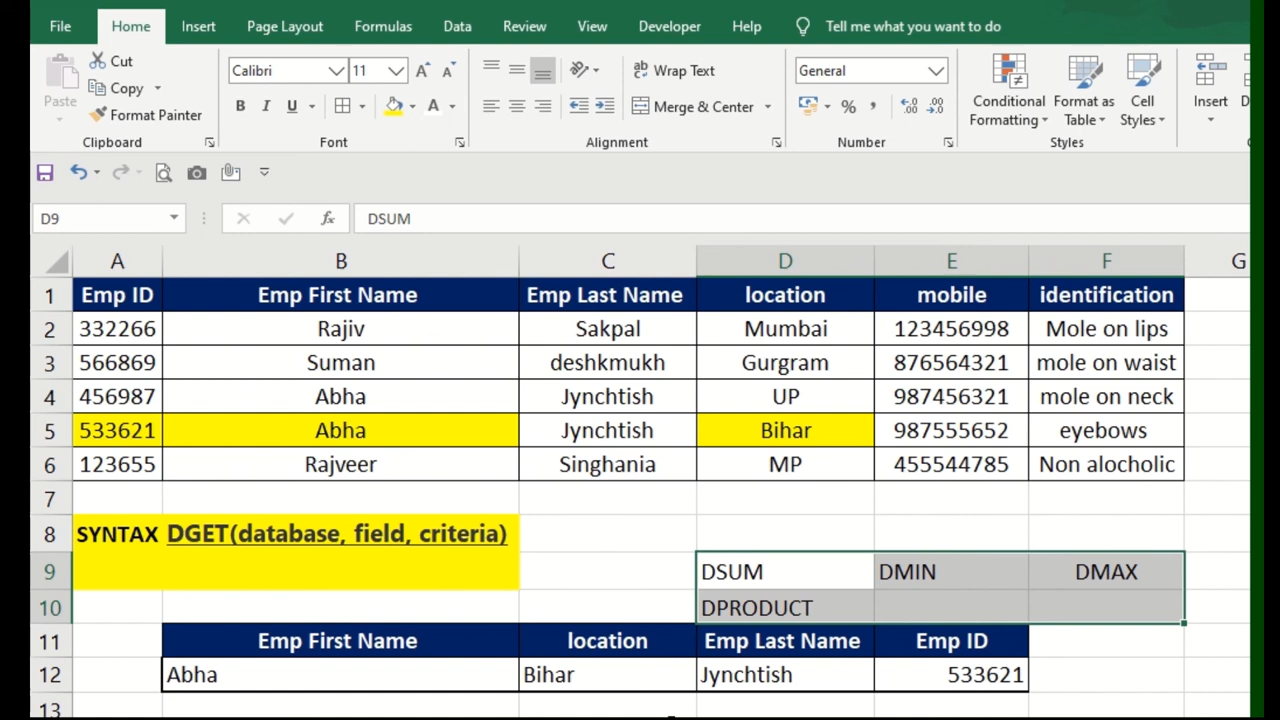 File Home Insert Page Layout Formulas Data Review View Developer Help Tell me what you want to do
Paste Cut Copy Format Painter
Calibri 11
B I U A
ab Wrap Text
Merge & Center
General
%
Conditional Formatting Format as Table Cell Styles Insert
Clipboard Font Alignment Number Styles
D9 fx DSUM
A B C D E F G
1 Emp ID Emp First Name Emp Last Name location mobile identification
2 332266 Rajiv Sakpal Mumbai 123456998 Mole on lips
3 566869 Suman deshkmukh Gurgram 876564321 mole on waist
4 456987 Abha Jynchtish UP 987456321 mole on neck
5 533621 Abha Jynchtish Bihar 987555652 eyebows
6 123655 Rajveer Singhania MP 455544785 Non alocholic
7
8 SYNTAX DGET(database, field, criteria)
9 DSUM DMIN DMAX
10 DPRODUCT
11 Emp First Name location Emp Last Name Emp ID
12 Abha Bihar Jynchtish 533621
13